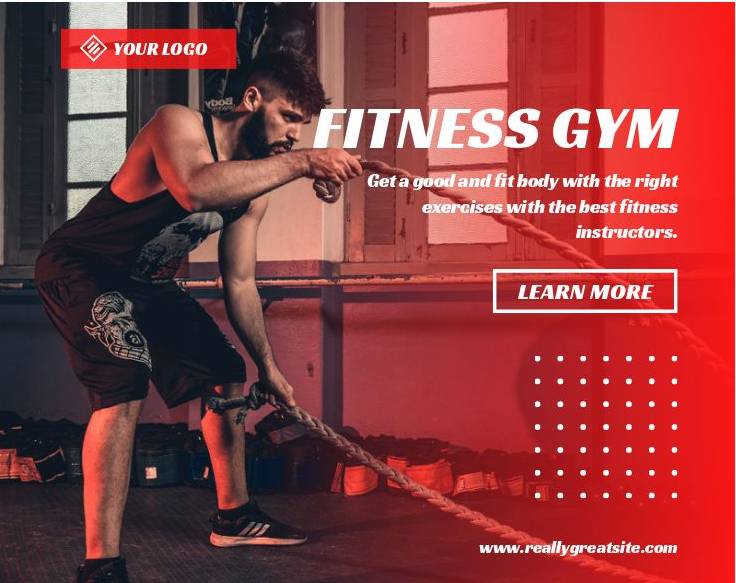 YOUR LOGO
Body
FITNESS GYM
Get a good and fit body with the right
exercises with the best fitness
instructors.
LEARN MORE
www.reallygreatsite.com